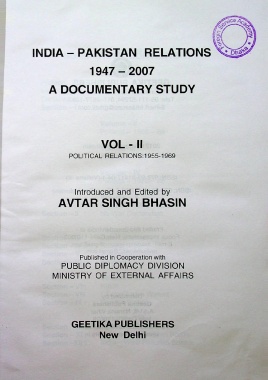 INDIA – PAKISTAN RELATIONS
1947 – 2007
A DOCUMENTARY STUDY
VOL - II
POLITICAL RELATIONS:1955-1969
Introduced and Edited by
AVTAR SINGH BHASIN
Published in Cooperation with
PUBLIC DIPLOMACY DIVISION
MINISTRY OF EXTERNAL AFFAIRS
GEETIKA PUBLISHERS
New Delhi